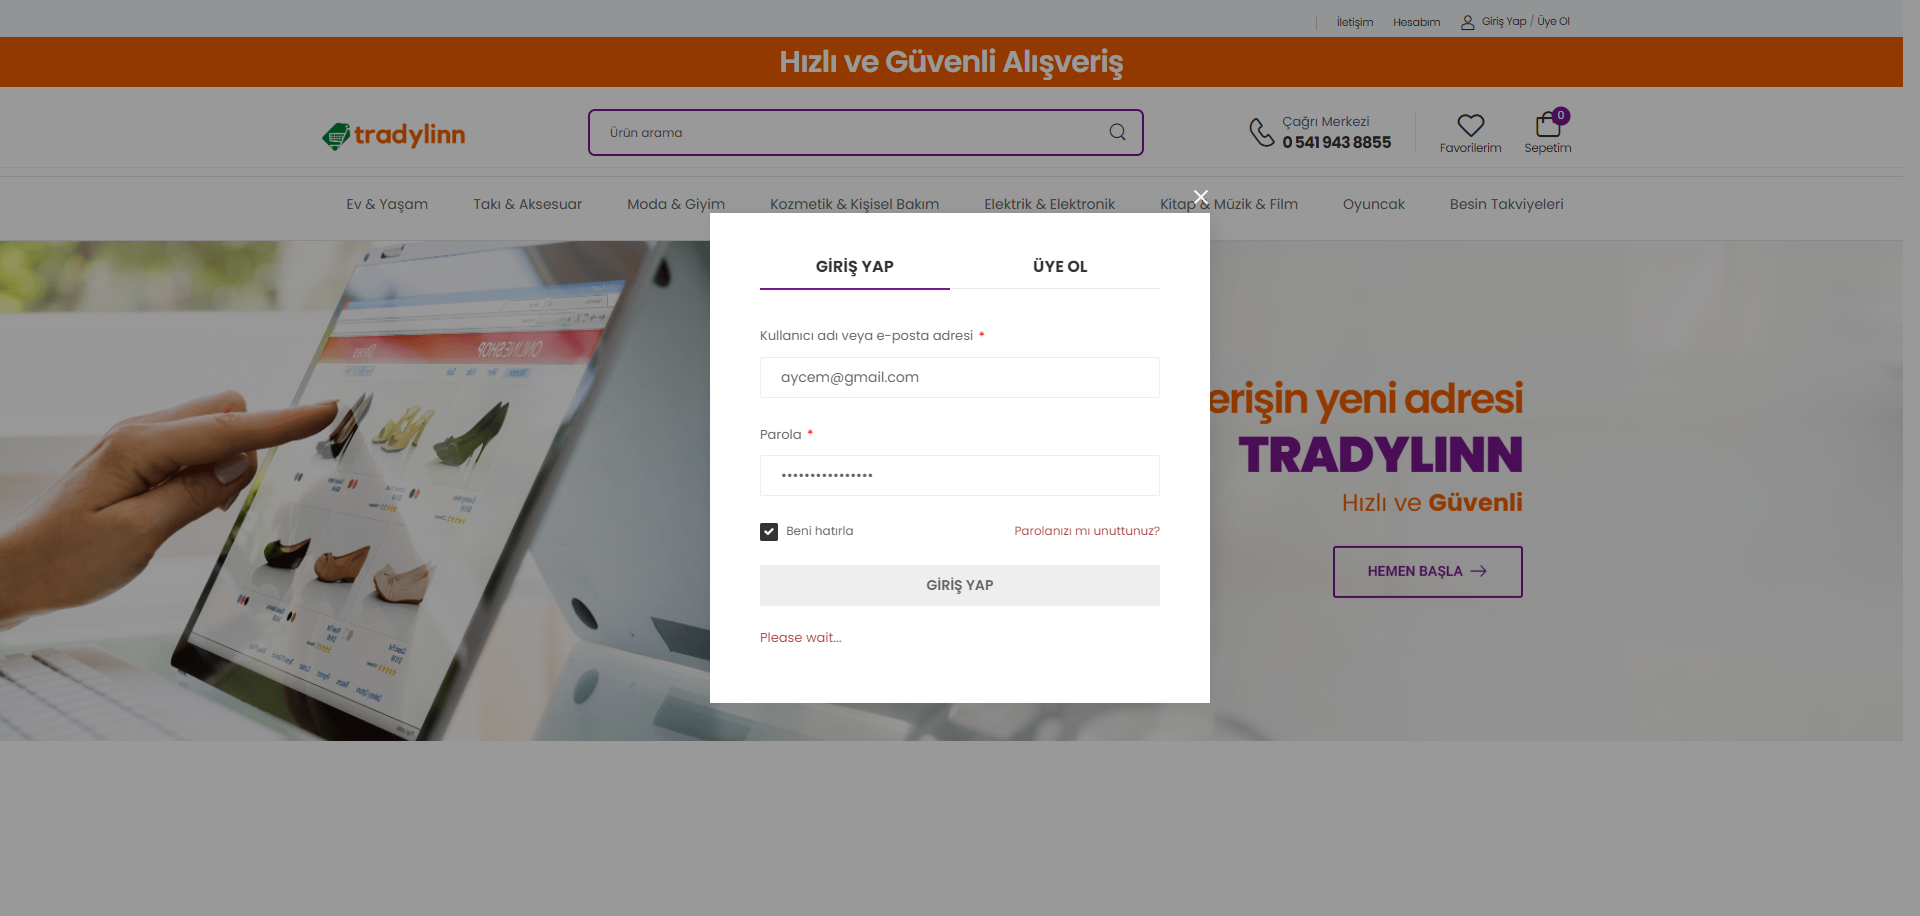 İletişim
Hesabım
Giriş Yap / Üye Ol
Hızlı ve Güvenli Alışveriş
tradylinn
Ürün arama
Çağrı Merkezi
0 541 943 8855
Favorilerim
0
Sepetim
Ev & Yaşam
Takı & Aksesuar
Moda & Giyim
Kozmetik & Kişisel Bakım
Elektrik & Elektronik
Kitap & Müzik & Film
Oyuncak
Besin Takviyeleri
GİRİŞ YAP
ÜYE OL
Kullanıcı adı veya e-posta adresi *
aycem@gmail.com
Parola *
••••••••••••••••
Beni hatırla
Parolanızı mı unuttunuz?
GİRİŞ YAP
Please wait...
erişin yeni adresi
TRADYLINN
Hızlı ve Güvenli
HEMEN BAŞLA
ONLINESHOP